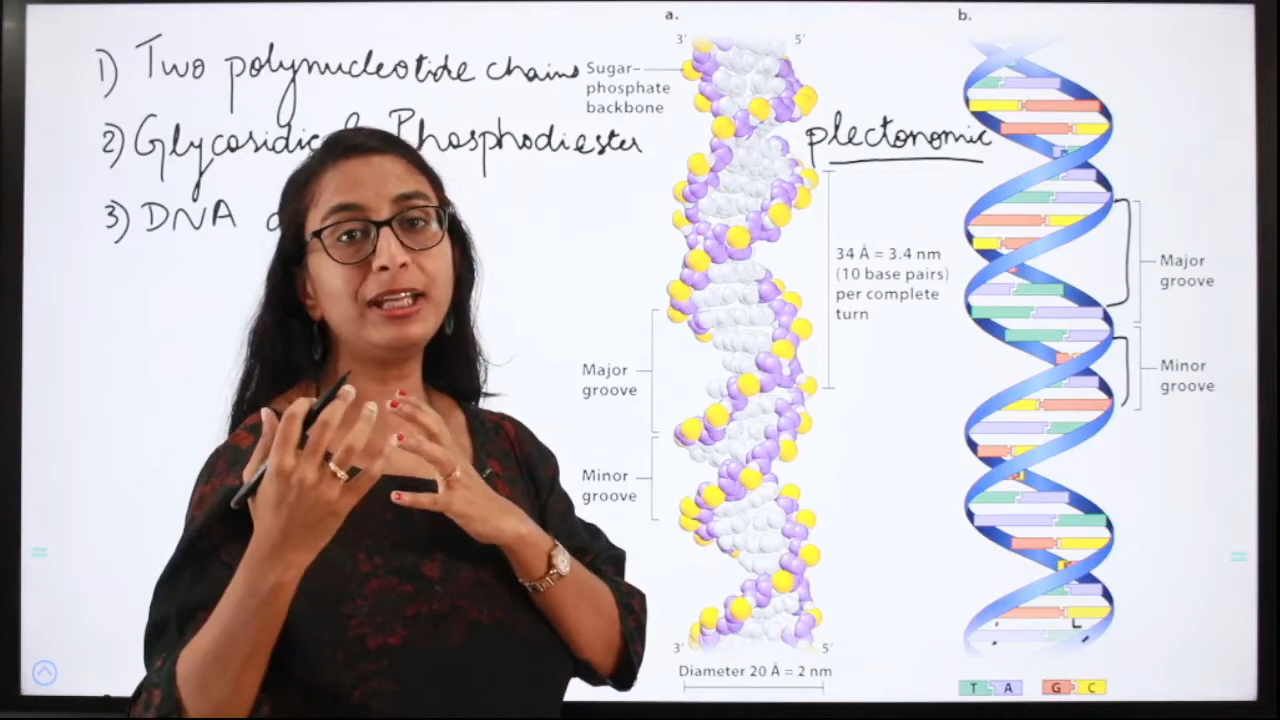 1) Two polynucleotide chains
2) Glycosidic Phosphodiester
3) DNA
a.
3' 5'
Sugar–
phosphate
backbone
plectonomic
34 Å = 3.4 nm
(10 base pairs)
per complete
turn
Major
groove
Minor
groove
3' 5'
Diameter 20 Å = 2 nm
b.
Major
groove
Minor
groove
T A G C